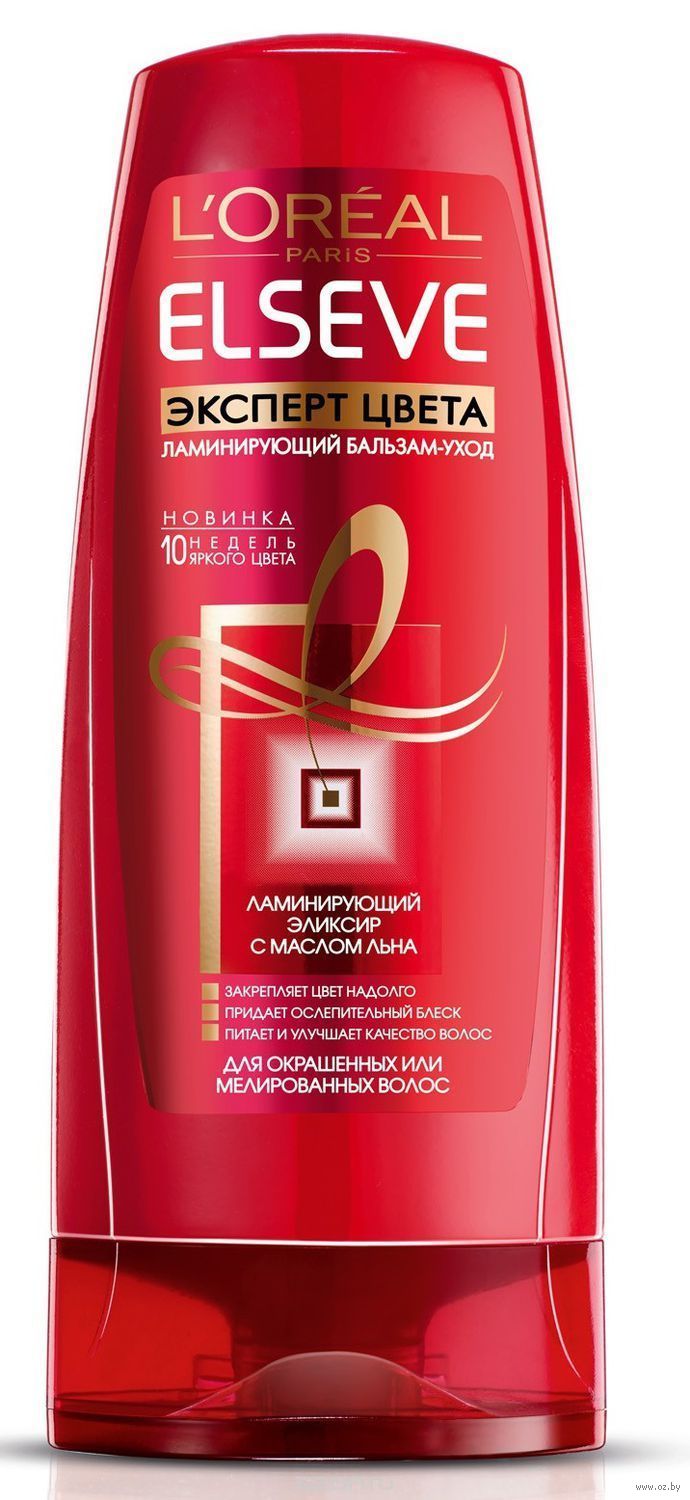 L'ORÉAL
PARiS
ELSEVE
ЭКСПЕРТ ЦВЕТА
ЛАМИНИРУЮЩИЙ БАЛЬЗАМ-УХОД
НОВИНКА
10 НЕДЕЛЬ
ЯРКОГО ЦВЕТА
ЛАМИНИРУЮЩИЙ
ЭЛИКСИР
С МАСЛОМ ЛЬНА
ЗАКРЕПЛЯЕТ ЦВЕТ НАДОЛГО
ПРИДАЕТ ОСЛЕПИТЕЛЬНЫЙ БЛЕСК
ПИТАЕТ И УЛУЧШАЕТ КАЧЕСТВО ВОЛОС
ДЛЯ ОКРАШЕННЫХ ИЛИ
МЕЛИРОВАННЫХ ВОЛОС
www.oz.by